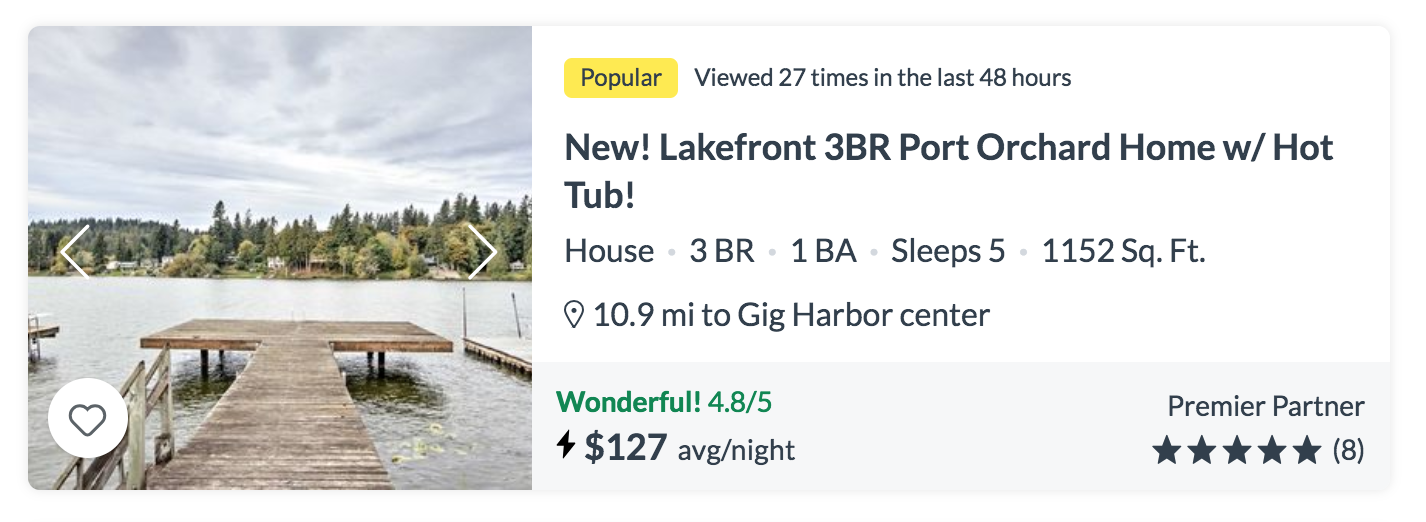 Popular Viewed 27 times in the last 48 hours
New! Lakefront 3BR Port Orchard Home w/ Hot
Tub!
House • 3 BR • 1 BA • Sleeps 5 • 1152 Sq. Ft.
10.9 mi to Gig Harbor center
Wonderful! 4.8/5
$127 avg/night
Premier Partner
(8)